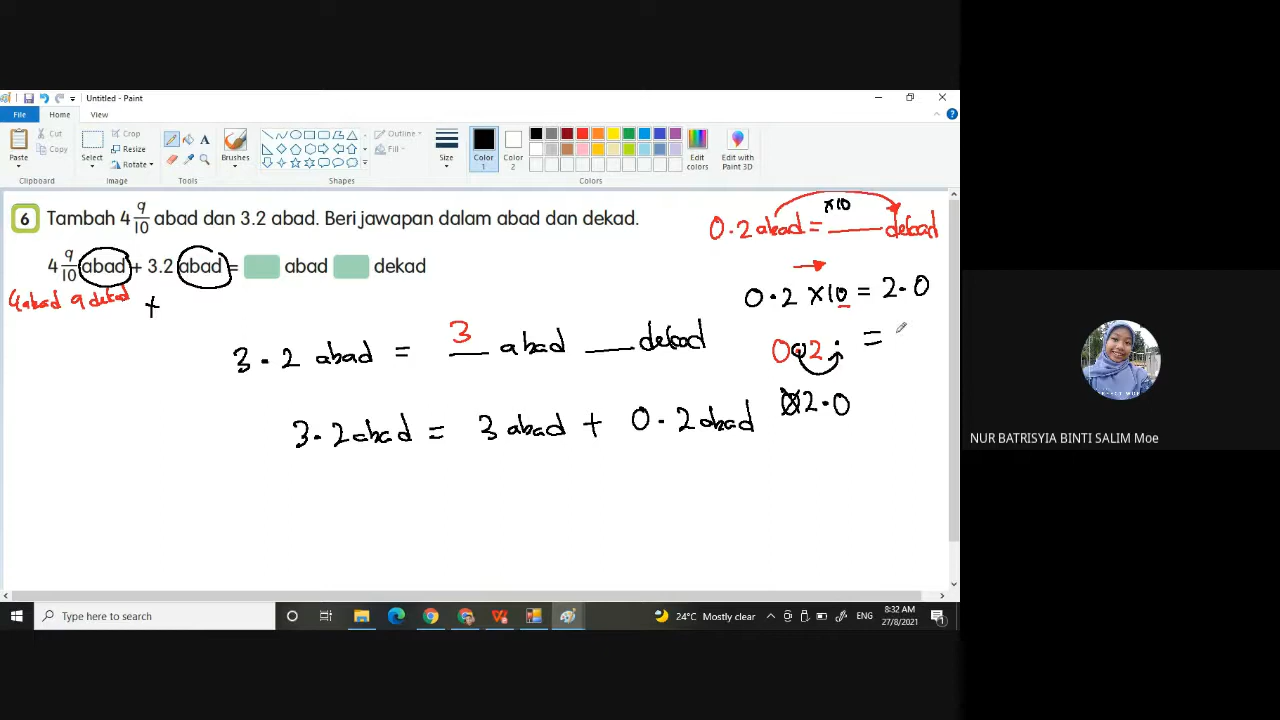 Untitled - Paint
File Home View
Paste Cut Copy Select Crop Resize Rotate Brushes Outline Fill Size Color 1 Color 2 Edit colors Edit with Paint 3D
Clipboard Image Tools Shapes Colors
6 Tambah 4 9/10 abad dan 3.2 abad. Beri jawapan dalam abad dan dekad.
4 9/10 abad + 3.2 abad = abad dekad
4 abad 9 dekad +
×10
0.2 abad = ___ dekad
0.2 ×10 = 2.0
3.2 abad = 3 abad ___ dekad
0.2. =
02.0
3.2 abad = 3 abad + 0.2 abad
NUR BATRISYIA BINTI SALIM Moe
Type here to search
24°C Mostly clear
ENG
8:32 AM
27/8/2021
1